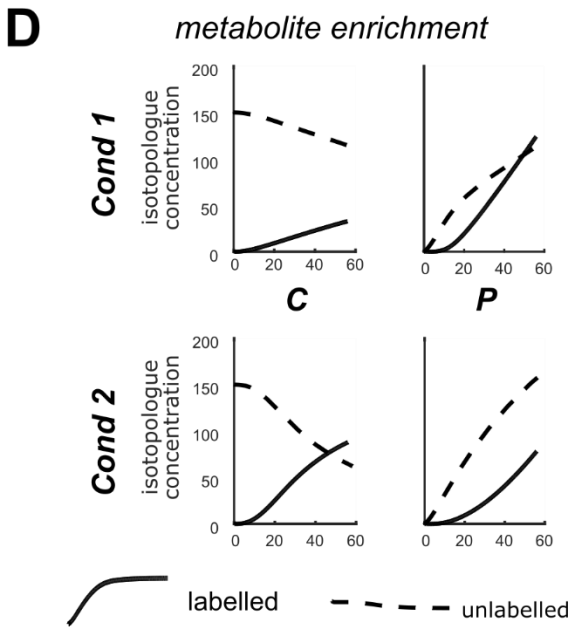 D
metabolite enrichment
Cond 1
isotopologue
concentration
200
150
100
50
0
0 20 40 60
0 20 40 60
C P
Cond 2
isotopologue
concentration
200
150
100
50
0
0 20 40 60
0 20 40 60
labelled unlabelled